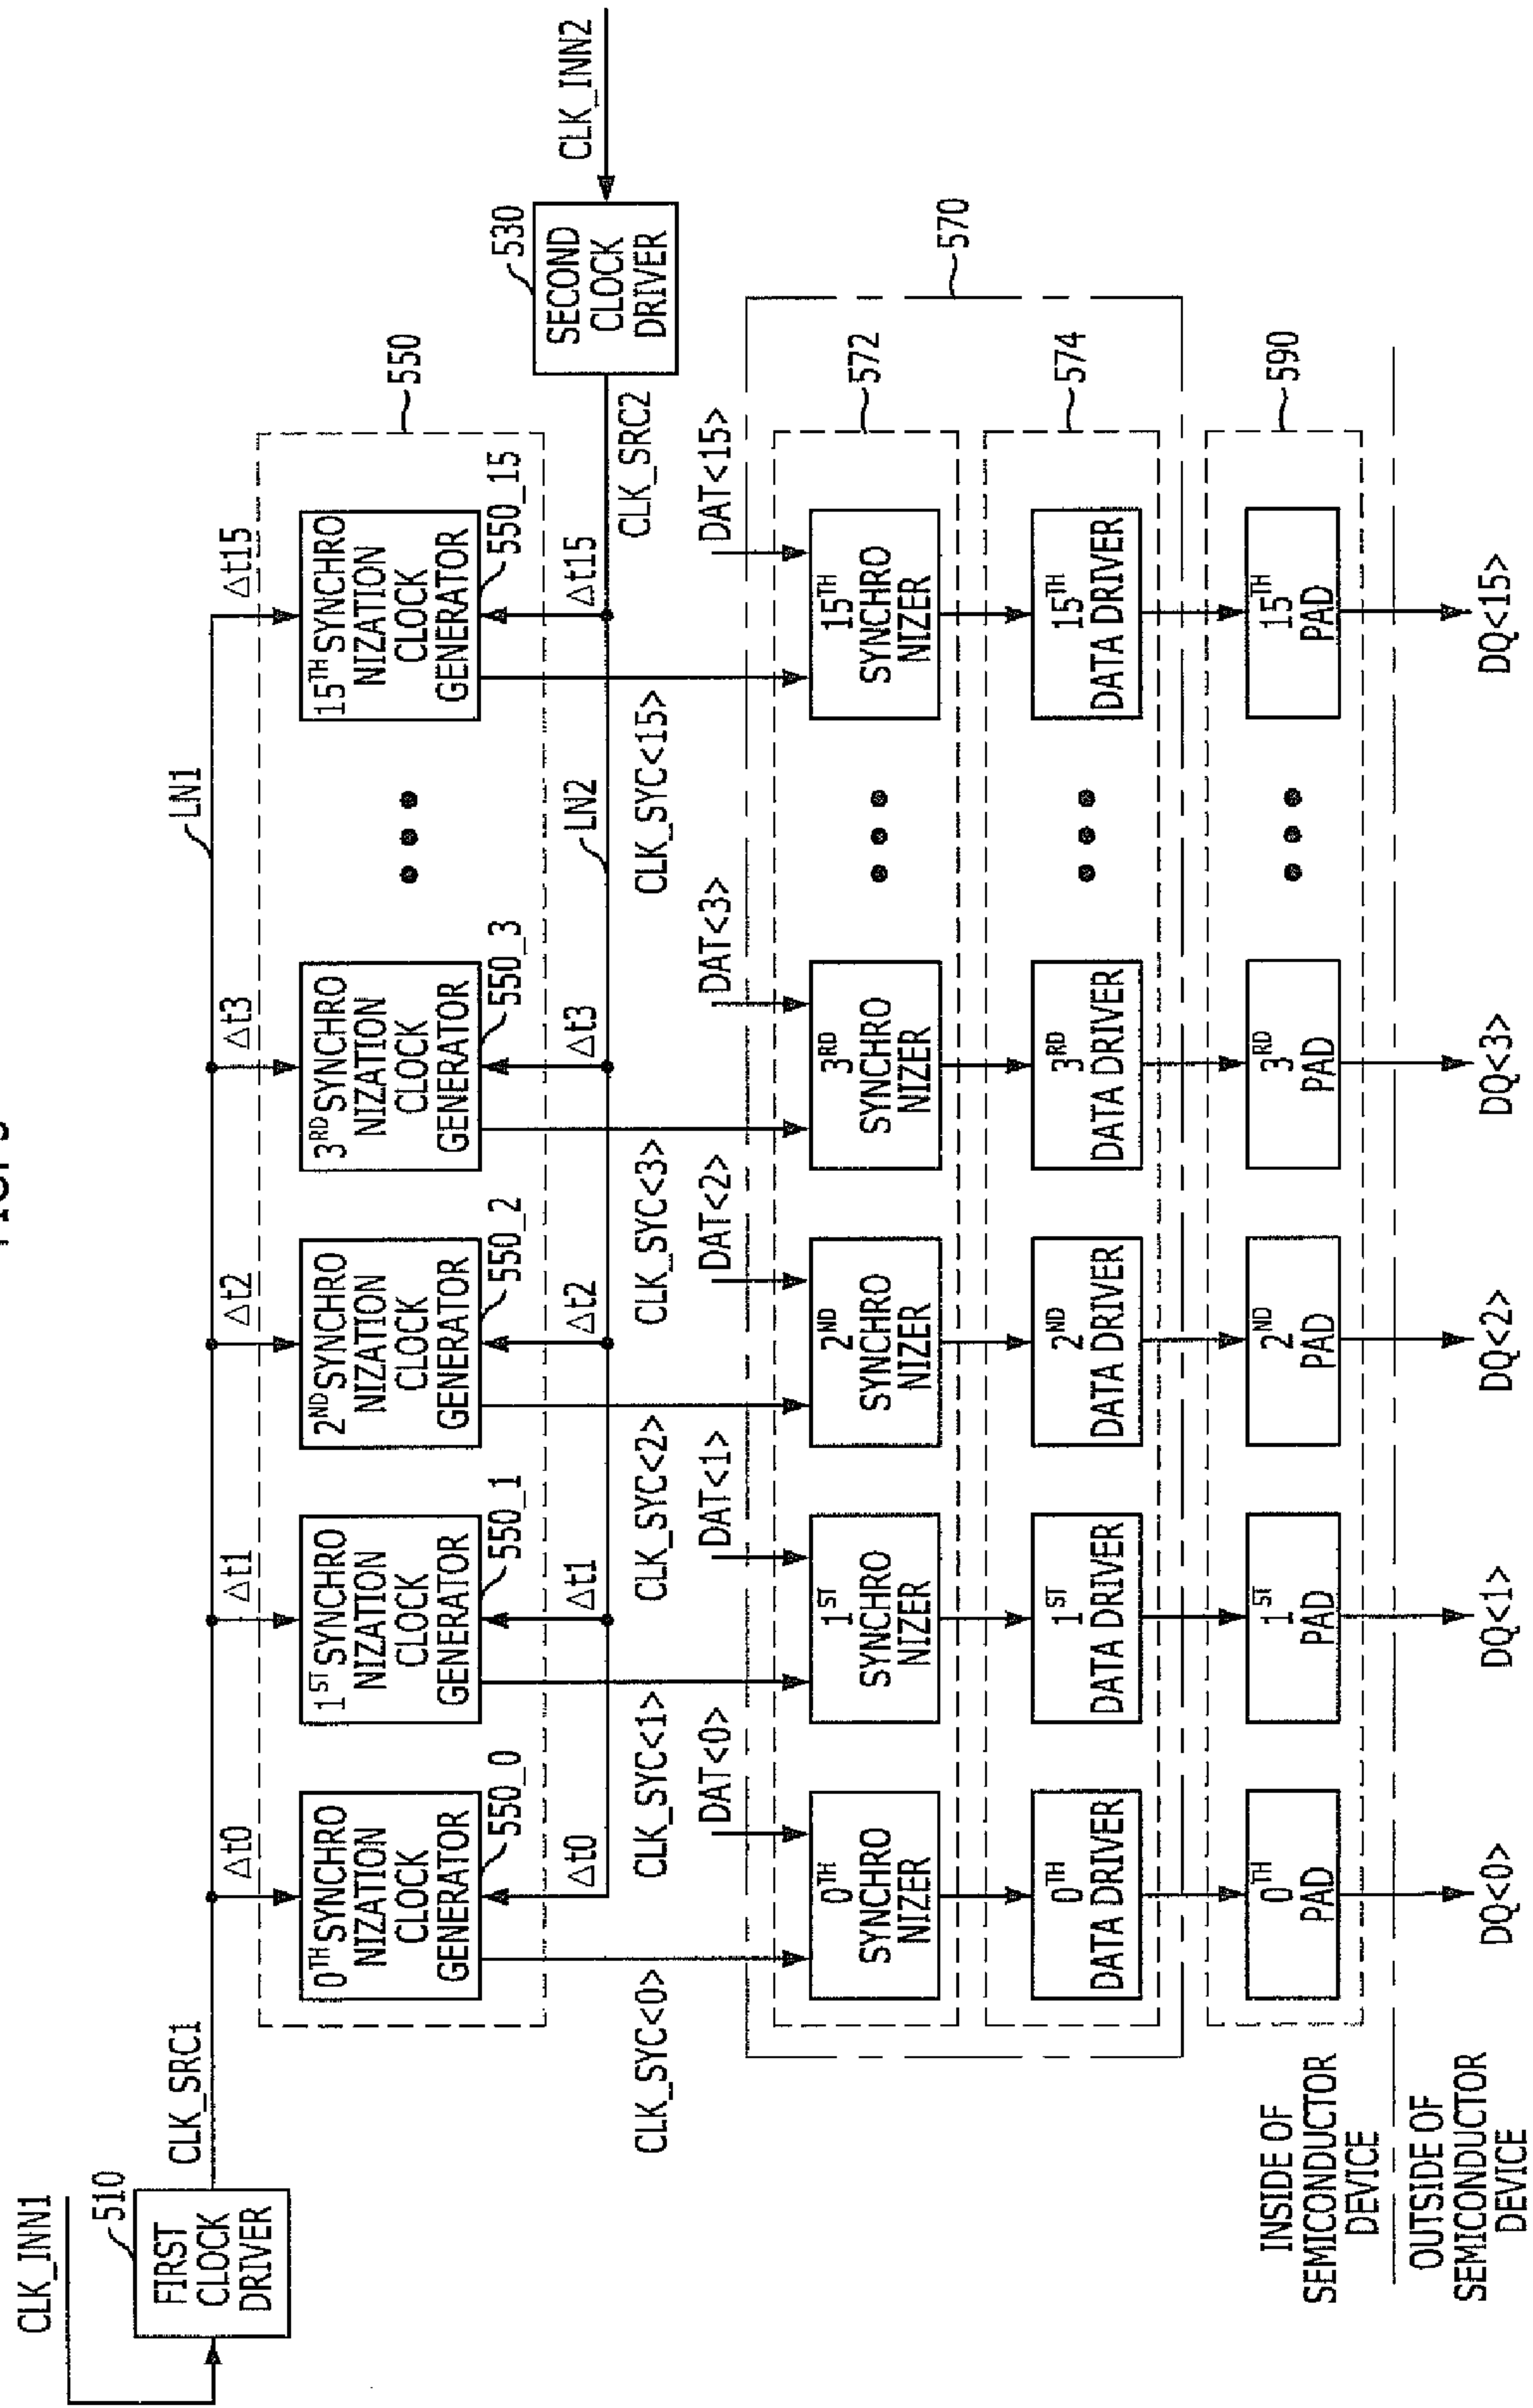 CLK_INN1
510
FIRST
CLOCK
DRIVER
CLK_SRC1
LN1
Δt0
Δt1
Δt2
Δt3
Δt15
550
0TH SYNCHRO
NIZATION
CLOCK
GENERATOR
550_0
1ST SYNCHRO
NIZATION
CLOCK
GENERATOR
550_1
2ND SYNCHRO
NIZATION
CLOCK
GENERATOR
550_2
3RD SYNCHRO
NIZATION
CLOCK
GENERATOR
550_3
15TH SYNCHRO
NIZATION
CLOCK
GENERATOR
550_15
Δt0
Δt1
Δt2
Δt3
Δt15
LN2
CLK_SRC2
530
SECOND
CLOCK
DRIVER
CLK_INN2
CLK_SYC<0>
CLK_SYC<1>
CLK_SYC<2>
CLK_SYC<3>
CLK_SYC<15>
DAT<0>
DAT<1>
DAT<2>
DAT<3>
DAT<15>
570
572
0TH
SYNCHRO
NIZER
1ST
SYNCHRO
NIZER
2ND
SYNCHRO
NIZER
3RD
SYNCHRO
NIZER
15TH
SYNCHRO
NIZER
574
0TH
DATA DRIVER
1ST
DATA DRIVER
2ND
DATA DRIVER
3RD
DATA DRIVER
15TH
DATA DRIVER
590
0TH
PAD
1ST
PAD
2ND
PAD
3RD
PAD
15TH
PAD
INSIDE OF
SEMICONDUCTOR
DEVICE
OUTSIDE OF
SEMICONDUCTOR
DEVICE
DQ<0>
DQ<1>
DQ<2>
DQ<3>
DQ<15>